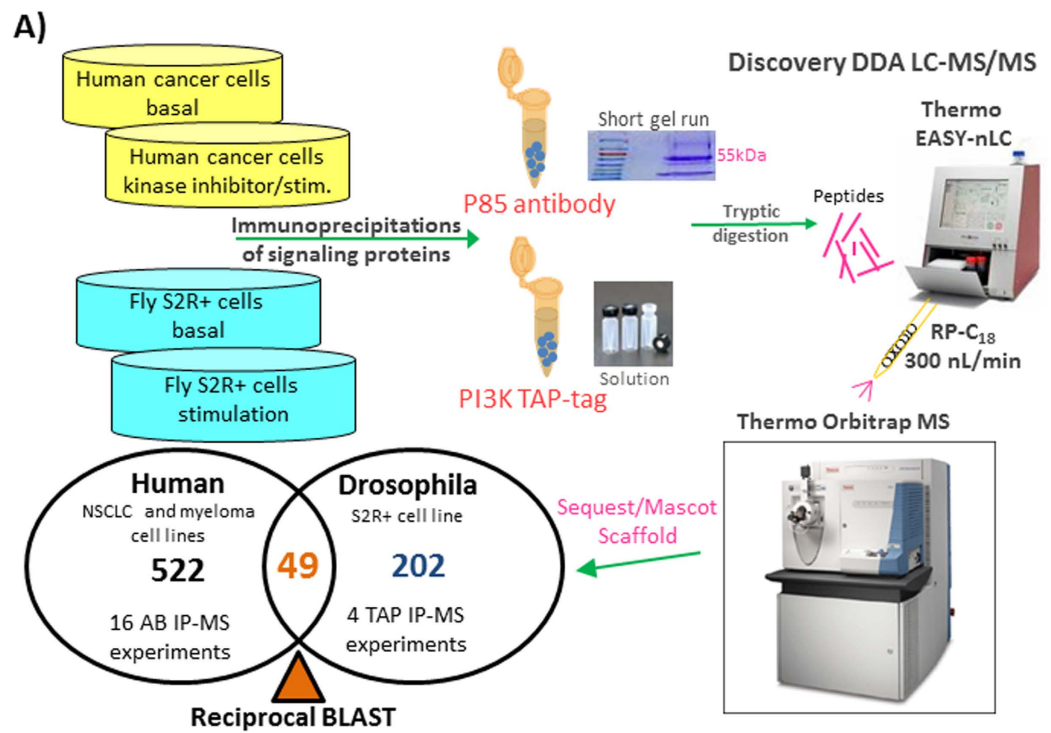 A)
Human cancer cells
basal
Human cancer cells
kinase inhibitor/stim.
Fly S2R+ cells
basal
Fly S2R+ cells
stimulation
Immunoprecipitations
of signaling proteins
P85 antibody
Short gel run
55kDa
PI3K TAP-tag
Solution
Tryptic
digestion
Discovery DDA LC-MS/MS
Thermo
EASY-nLC
Peptides
RP-C₁₈
300 nL/min
Thermo Orbitrap MS
Sequest/Mascot
Scaffold
Human
NSCLC and myeloma
cell lines
522
16 AB IP-MS
experiments
49
Drosophila
S2R+ cell line
202
4 TAP IP-MS
experiments
Reciprocal BLAST